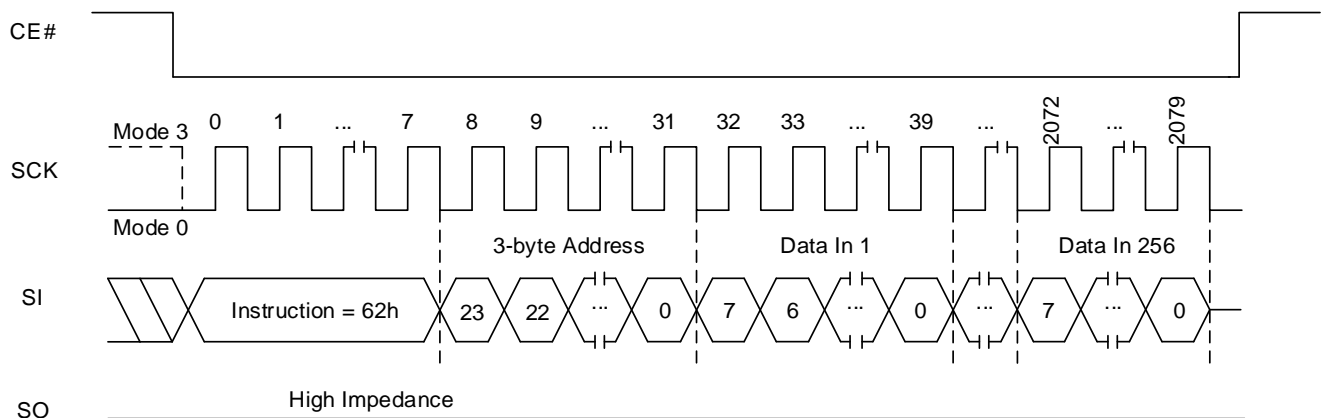 CE#
0 1 ... 7 8 9 ... 31 32 33 ... 39 ... 2072 ... 2079
Mode 3
SCK
Mode 0
3-byte Address Data In 1 Data In 256
SI Instruction = 62h 23 22 ... 0 7 6 ... 0 ... 7 ... 0
High Impedance
SO